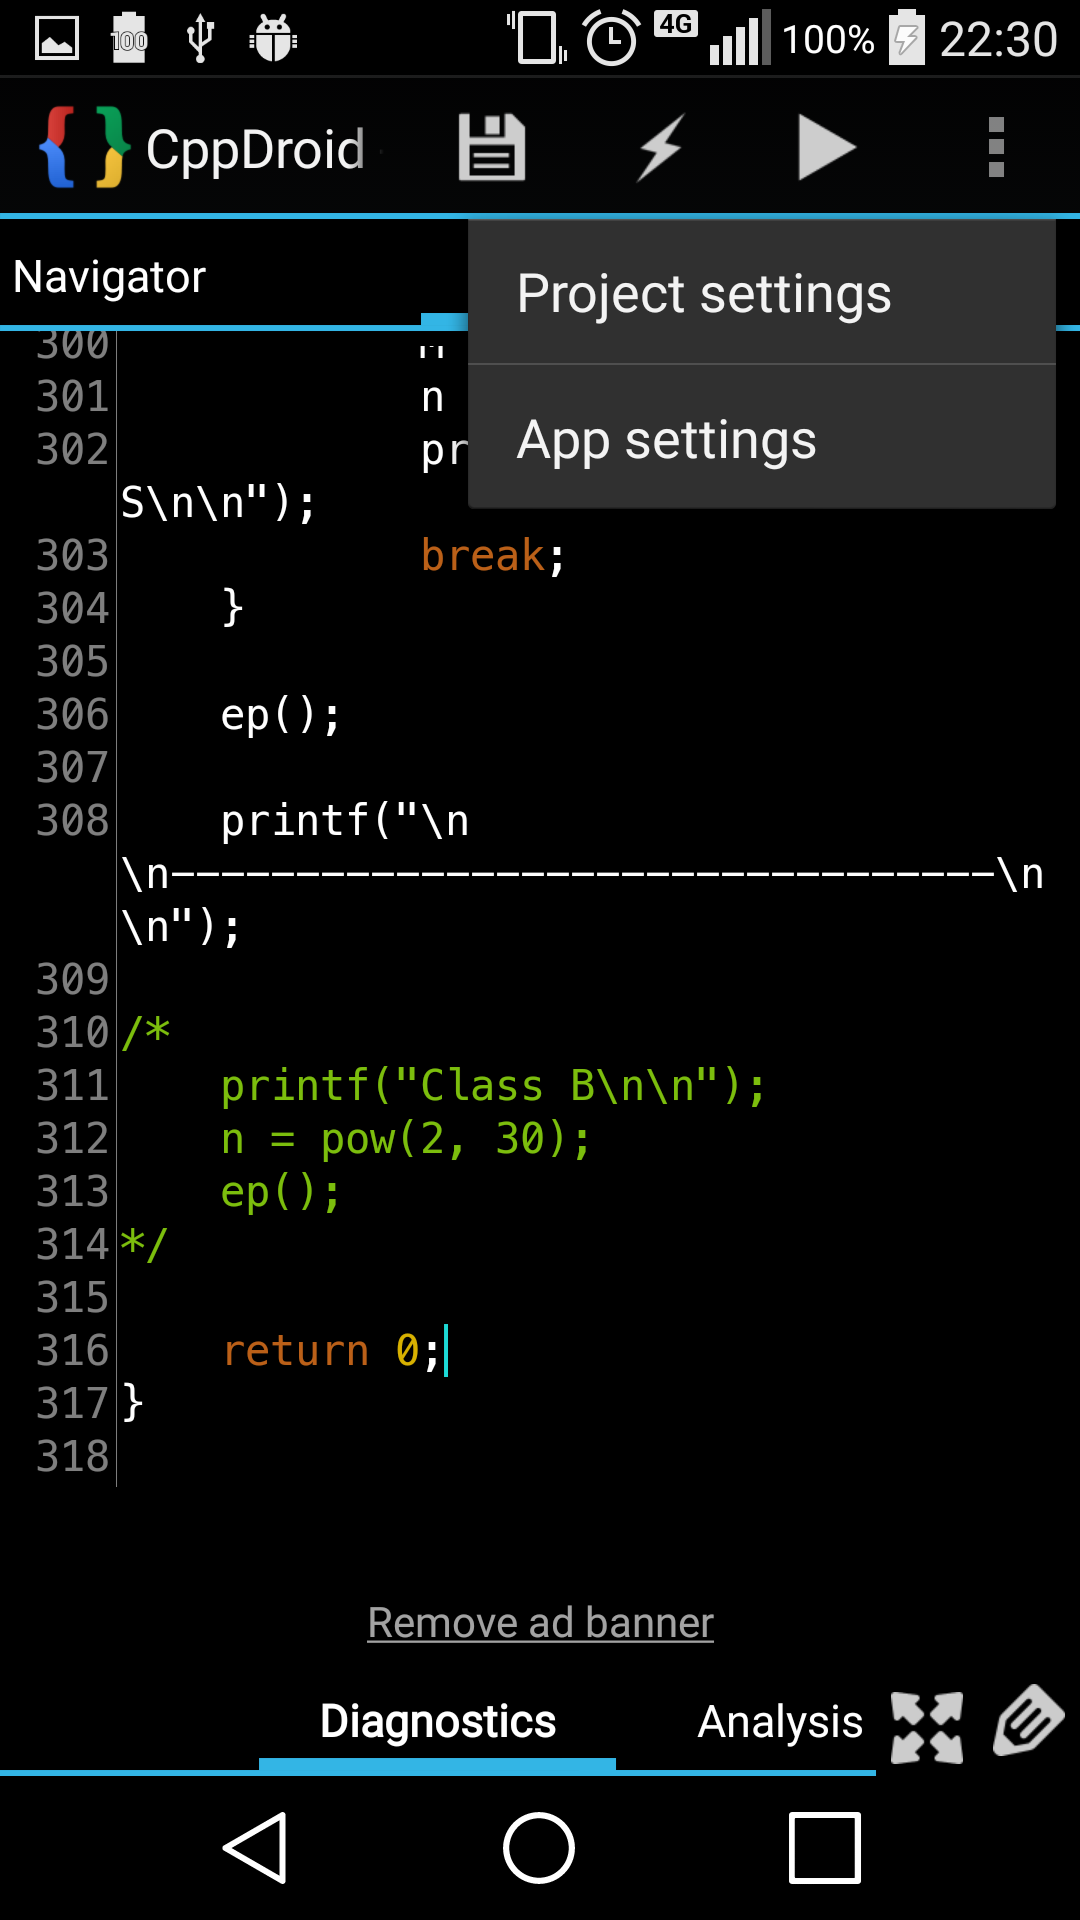 100 4G 100% 22:30
{ } CppDroid
Navigator
Project settings
App settings
300
301 n
302 pr
S\n\n");
303 break;
304 }
305
306 ep();
307
308 printf("\n
\n---------------------------------\n
\n");
309
310 /*
311 printf("Class B\n\n");
312 n = pow(2, 30);
313 ep();
314 */
315
316 return 0;
317 }
318
Remove ad banner
Diagnostics Analysis